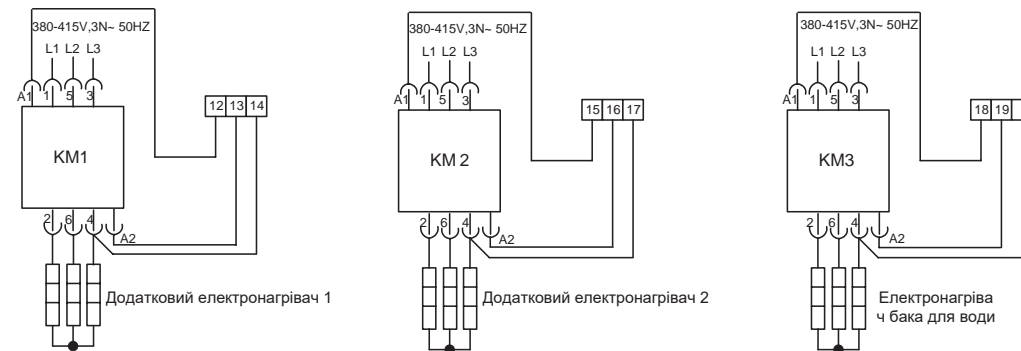 380-415V,3N~ 50HZ
L1 L2 L3
A1 1 5 3
12 13 14
KM1
2 6 4
A2
Додатковий електронагрівач 1
380-415V,3N~ 50HZ
L1 L2 L3
A1 1 5 3
15 16 17
KM 2
2 6 4
A2
Додатковий електронагрівач 2
380-415V,3N~ 50HZ
L1 L2 L3
A1 1 5 3
18 19
KM3
2 6 4
A2
Електронагріва
ч бака для води